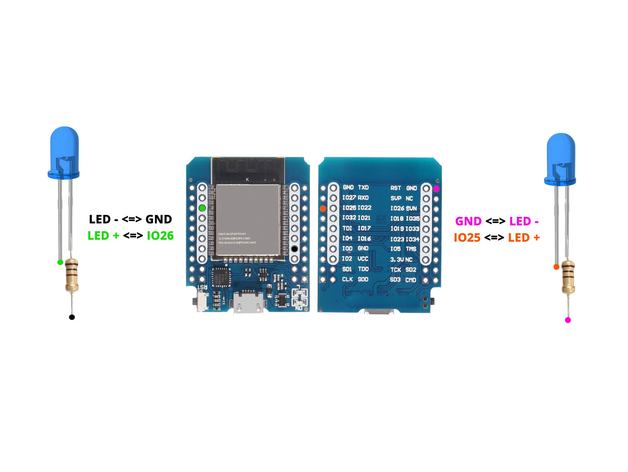 LED - <=> GND
LED + <=> IO26
GND <=> LED -
IO25 <=> LED +
RST
GND TXD RST GND
IO27 RXD SVP NC
IO25 IO22 IO26 SVN
IO32 IO21 IO18 IO35
TDI IO17 IO19 IO33
IO4 IO16 IO23 IO34
IO0 GND IO5 TMS
IO2 VCC 3.3V NC
SD1 TDO TCK SD2
CLK SD0 SD3 CMD